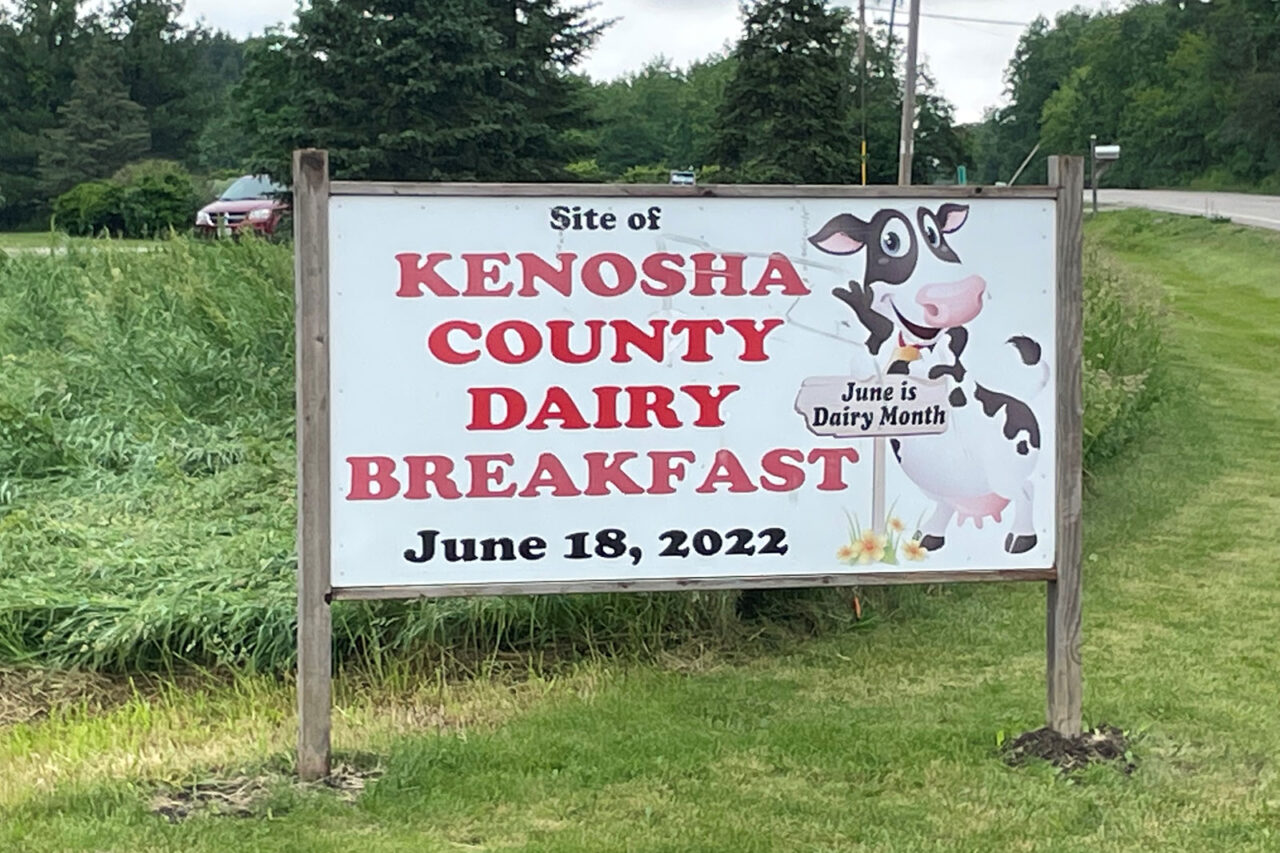 Site of
KENOSHA
COUNTY
DAIRY
BREAKFAST
June 18, 2022
June is
Dairy Month